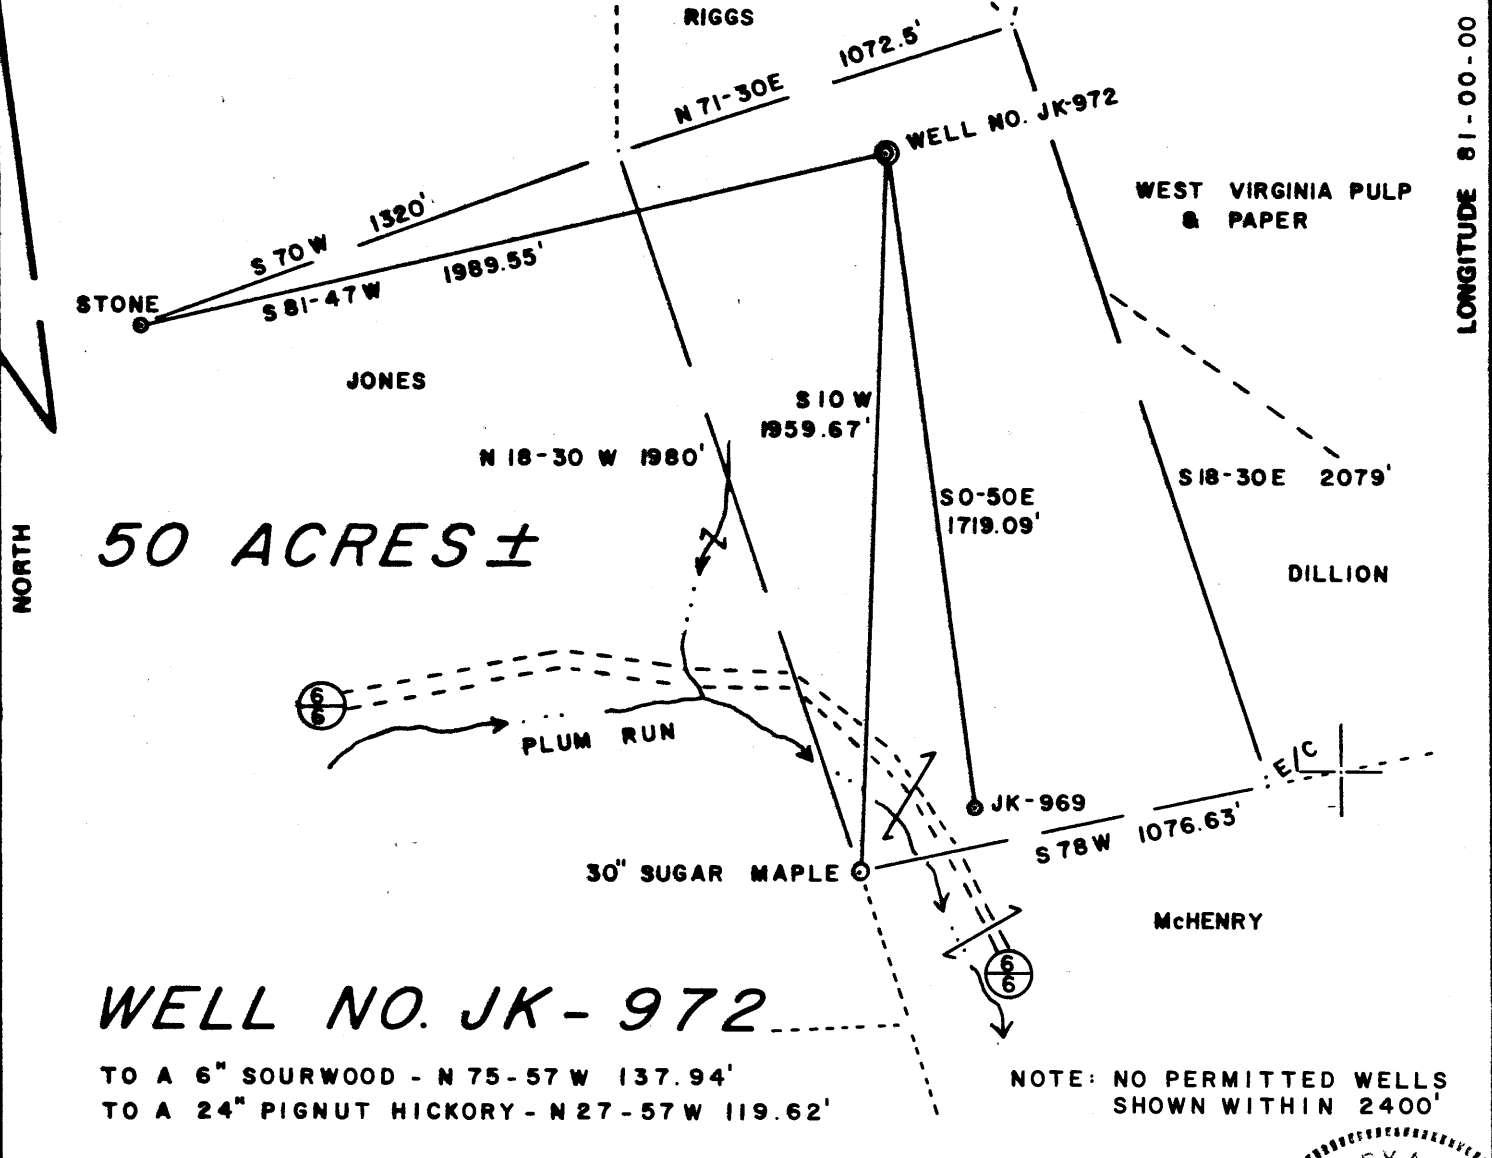 RIGGS
1072.5'
N 71-30E
WELL NO. JK-972
LONGITUDE 81-00-00
WEST VIRGINIA PULP
& PAPER
1320'
S 70 W
1989.55'
S 81-47 W
STONE
JONES
S 10 W
1959.67'
N 18-30 W 1980'
S 18-30E 2079'
S 0-50E
1719.09'
50 ACRES ±
NORTH
DILLION
6
6
PLUM RUN
E/C
JK-969
S 78 W 1076.63'
30" SUGAR MAPLE
McHENRY
6
6
WELL NO. JK-972
TO A 6" SOURWOOD - N 75-57 W 137.94'
TO A 24" PIGNUT HICKORY - N 27-57 W 119.62'
NOTE: NO PERMITTED WELLS
SHOWN WITHIN 2400'